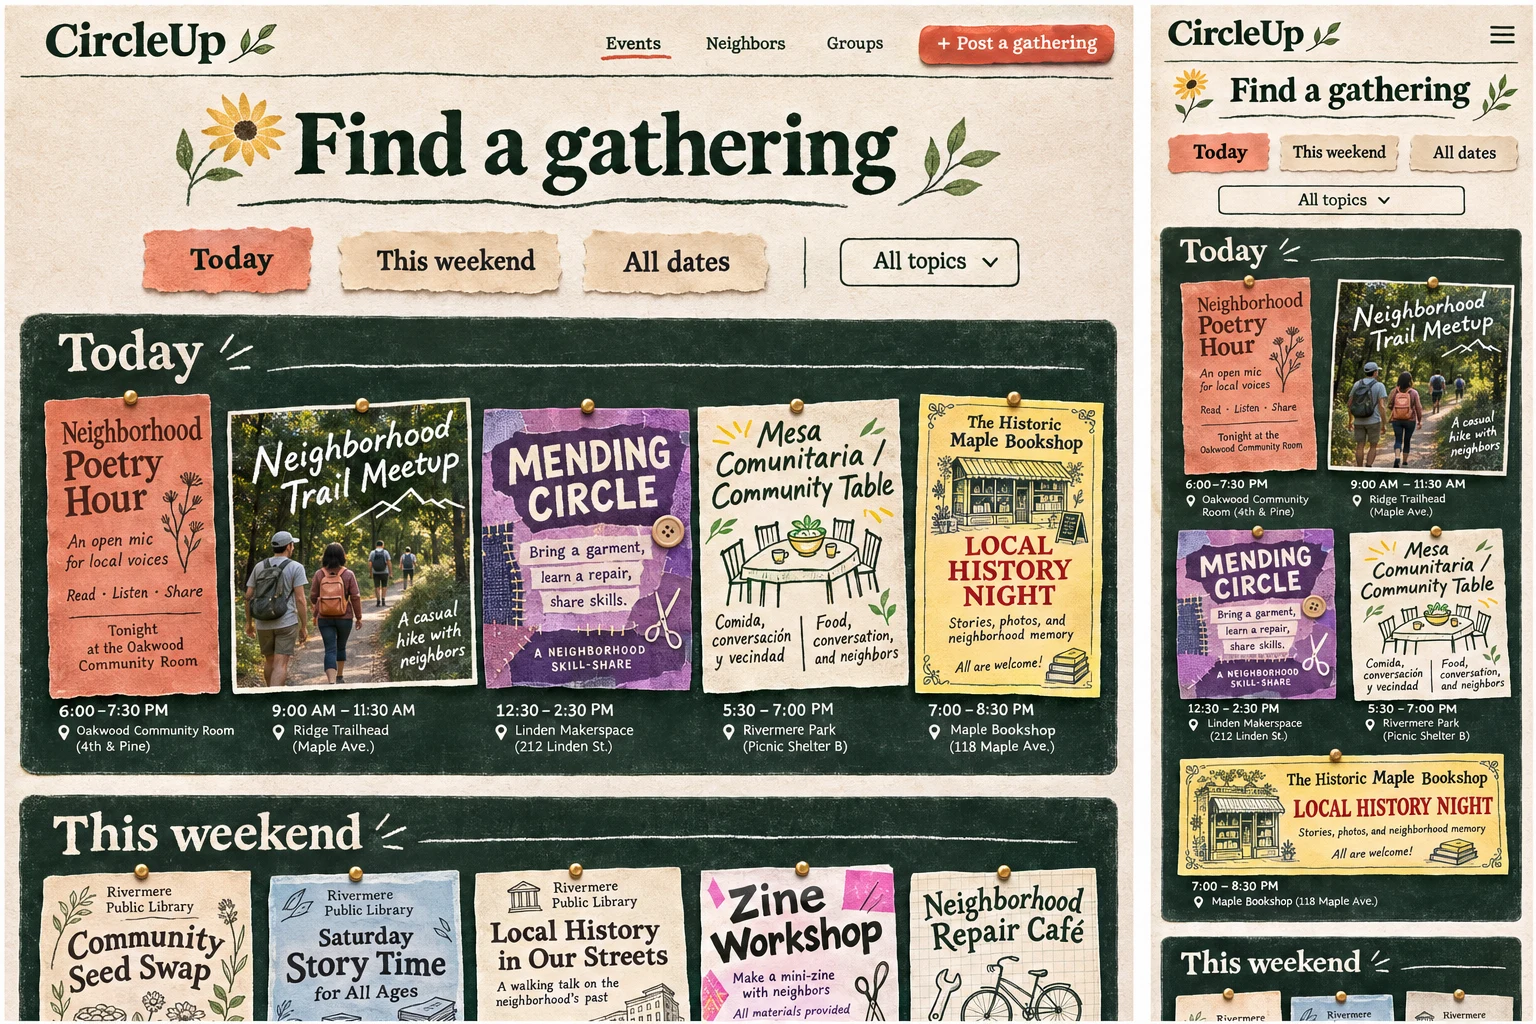 CircleUp
Events
Neighbors
Groups
+ Post a gathering
Find a gathering
Today
This weekend
All dates
All topics
Today
Neighborhood
Poetry
Hour
An open mic
for local voices
Read · Listen · Share
Tonight
at the Oakwood
Community Room
6:00–7:30 PM
Oakwood Community Room
(4th & Pine)
Neighborhood
Trail Meetup
A casual
hike with
neighbors
9:00 AM – 11:30 AM
Ridge Trailhead
(Maple Ave.)
MENDING
CIRCLE
Bring a garment,
learn a repair,
share skills.
A NEIGHBORHOOD
SKILL-SHARE
12:30 – 2:30 PM
Linden Makerspace
(212 Linden St.)
Mesa
Comunitaria /
Community Table
Comida,
conversación
y vecindad
Food,
conversation,
and neighbors
5:30 – 7:00 PM
Rivermere Park
(Picnic Shelter B)
The Historic
Maple Bookshop
LOCAL
HISTORY
NIGHT
Stories, photos, and
neighborhood memory
All are welcome!
7:00 – 8:30 PM
Maple Bookshop
(118 Maple Ave.)
This weekend
Rivermere
Public Library
Community
Seed Swap
Rivermere
Public Library
Saturday
Story Time
for All Ages
Rivermere
Public Library
Local History
in Our Streets
A walking talk on the
neighborhood's past
Zine
Workshop
Make a mini-zine
with neighbors
All materials provided
Neighborhood
Repair Café
CircleUp
Find a gathering
Today
This weekend
All dates
All topics
Today
Neighborhood
Poetry
Hour
An open mic
for local voices
Read · Listen · Share
Tonight at the
Oakwood Community Room
6:00–7:30 PM
Oakwood Community
Room (4th & Pine)
Neighborhood
Trail Meetup
A casual
hike with
neighbors
9:00 AM – 11:30 AM
Ridge Trailhead
(Maple Ave.)
MENDING
CIRCLE
Bring a garment,
learn a repair,
share skills.
A NEIGHBORHOOD
SKILL-SHARE
12:30 – 2:30 PM
Linden Makerspace
(212 Linden St.)
Mesa
Comunitaria /
Community Table
Comida,
conversación
y vecindad
Food,
conversation,
and neighbors
5:30 – 7:00 PM
Rivermere Park
(Picnic Shelter B)
The Historic Maple Bookshop
LOCAL HISTORY NIGHT
Stories, photos, and neighborhood memory
All are welcome!
7:00 – 8:30 PM
Maple Bookshop (118 Maple Ave.)
This weekend
Rivermere
Rivermere
Rivermere